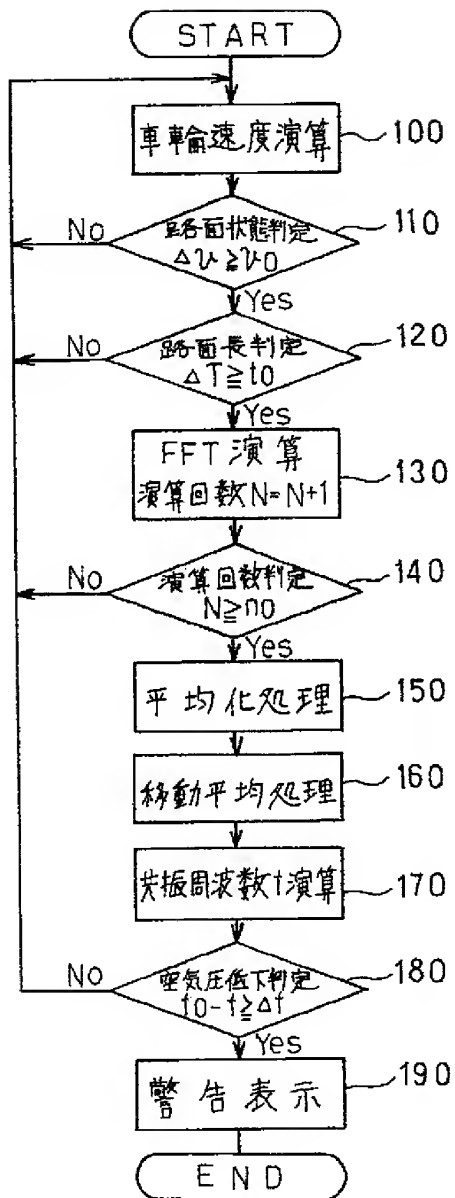 START
車輪速度演算
100
路面状態判定
110
No
Δv≧v0
Yes
路面長判定
120
No
ΔT≧t0
Yes
FFT演算
演算回数N=N+1
130
演算回数判定
140
No
N≧n0
Yes
平均化処理
150
移動平均処理
160
共振周波数f演算
170
空気圧低下判定
180
No
f0-f≧Δf
Yes
警告表示
190
END